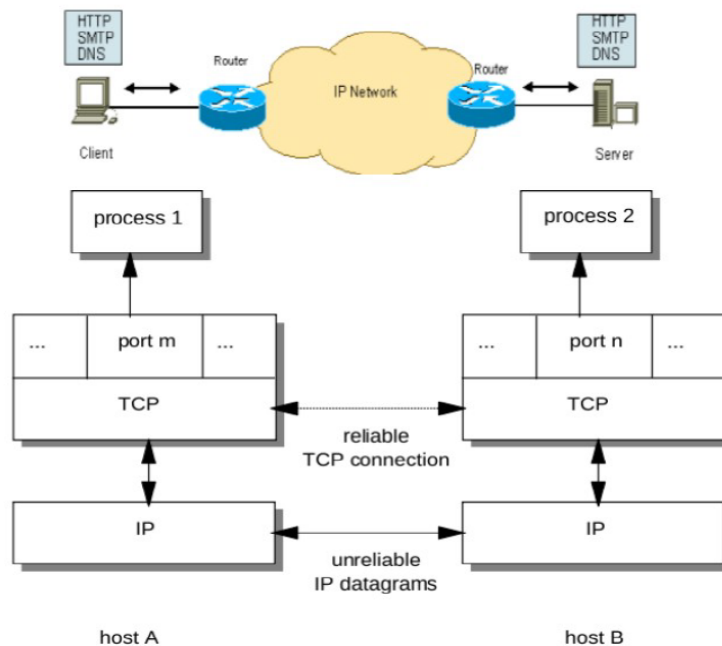 HTTP
SMTP
DNS
HTTP
SMTP
DNS
Router
Router
IP Network
Client
Server
process 1
process 2
... port m ...
... port n ...
TCP
TCP
reliable
TCP connection
IP
IP
unreliable
IP datagrams
host A
host B